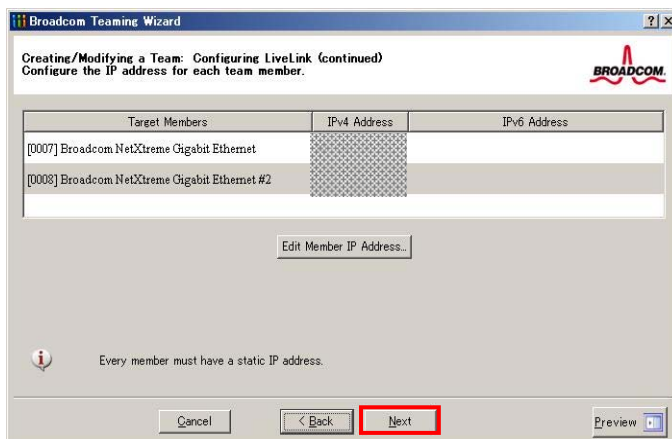 Broadcom Teaming Wizard
Creating/Modifying a Team: Configuring LiveLink (continued)
Configure the IP address for each team member.
BROADCOM.
Target Members IPv4 Address IPv6 Address
[0007] Broadcom NetXtreme Gigabit Ethernet
[0008] Broadcom NetXtreme Gigabit Ethernet #2
Edit Member IP Address...
Every member must have a static IP address.
Cancel < Back Next Preview